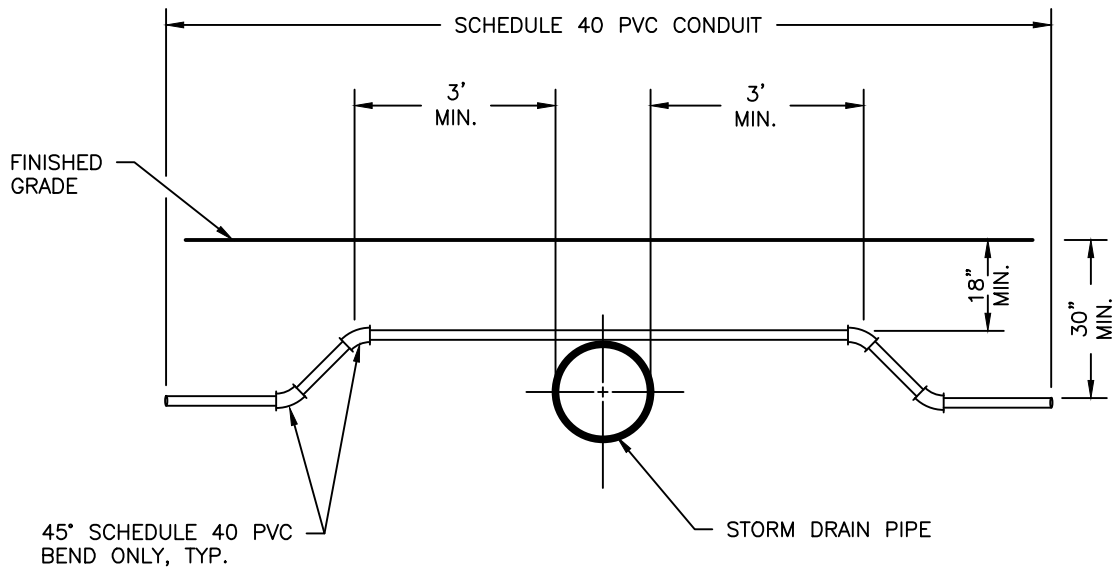 SCHEDULE 40 PVC CONDUIT
3'
MIN.
3'
MIN.
FINISHED
GRADE
18"
MIN.
30"
MIN.
45° SCHEDULE 40 PVC
BEND ONLY, TYP.
STORM DRAIN PIPE